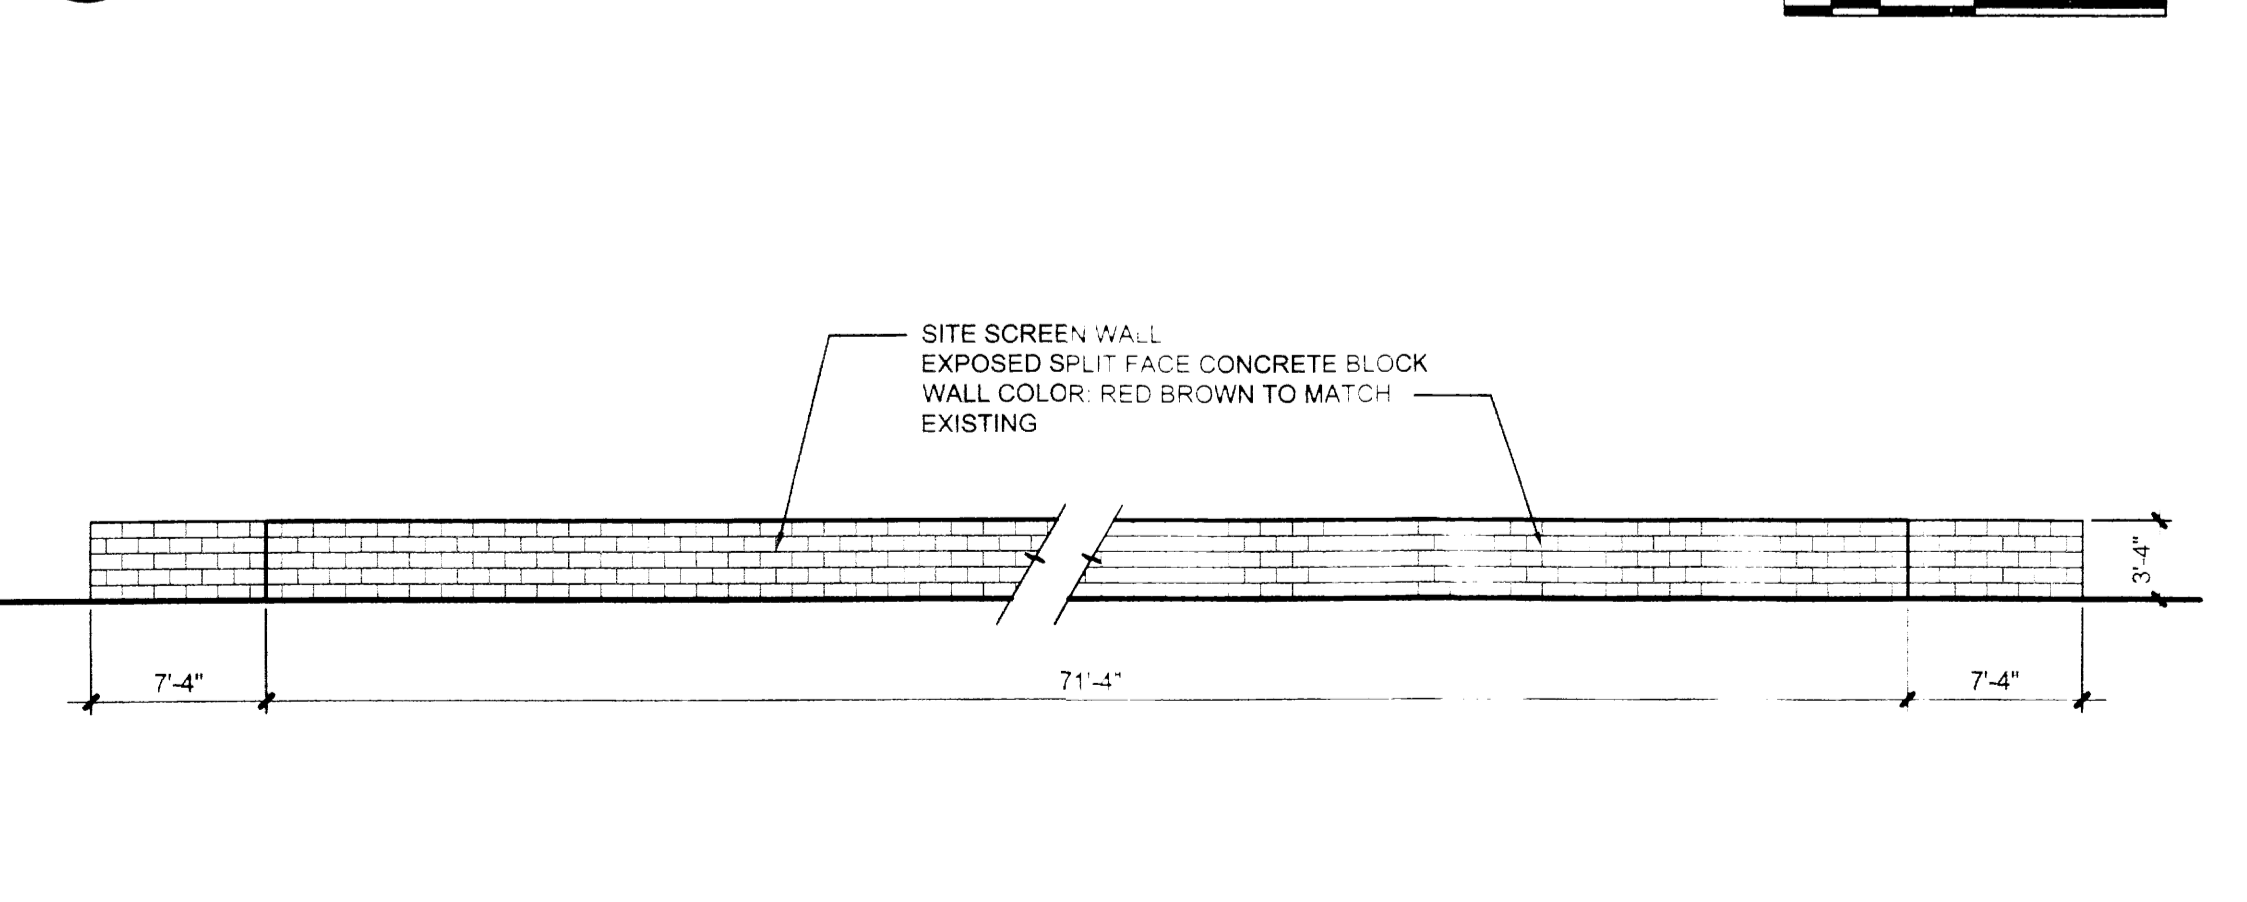 SITE SCREEN WALL
EXPOSED SPLIT FACE CONCRETE BLOCK
WALL COLOR: RED BROWN TO MATCH
EXISTING
3'-4"
7'-4"
71'-4"
7'-4"